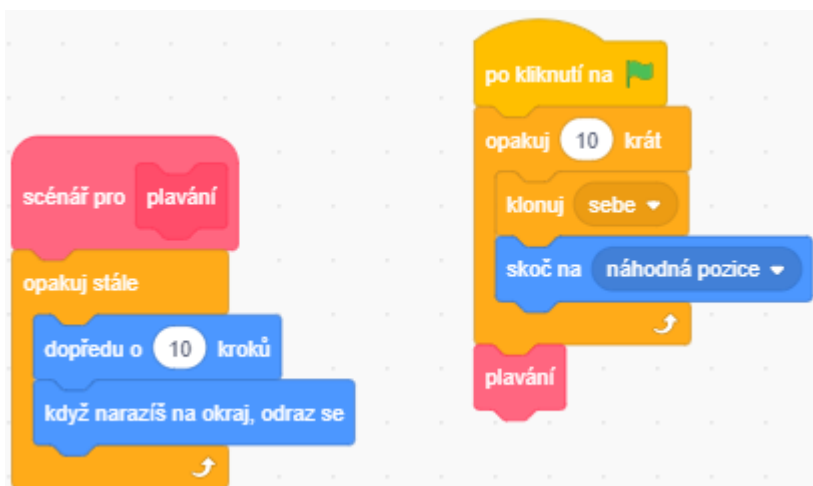 scénář pro plavání
opakuj stále
dopředu o 10 kroků
když narazíš na okraj, odraz se
po kliknutí na
opakuj 10 krát
klonuj sebe
skoč na náhodná pozice
plavání